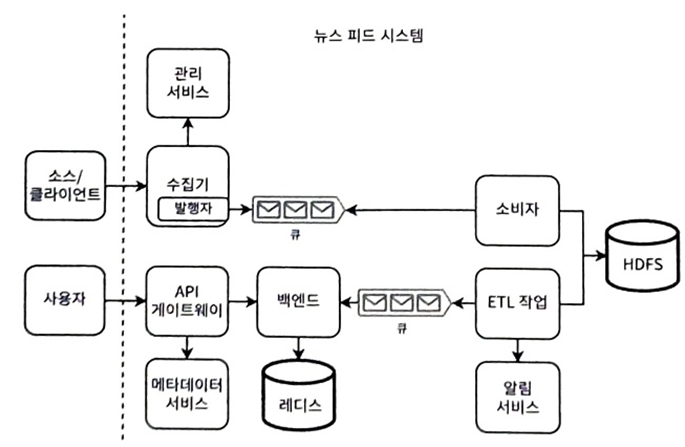 뉴스 피드 시스템
관리
서비스
소스/
클라이언트
수집기
발행자
큐
소비자
HDFS
사용자
API
게이트웨이
백엔드
큐
ETL 작업
메타데이터
서비스
레디스
알림
서비스